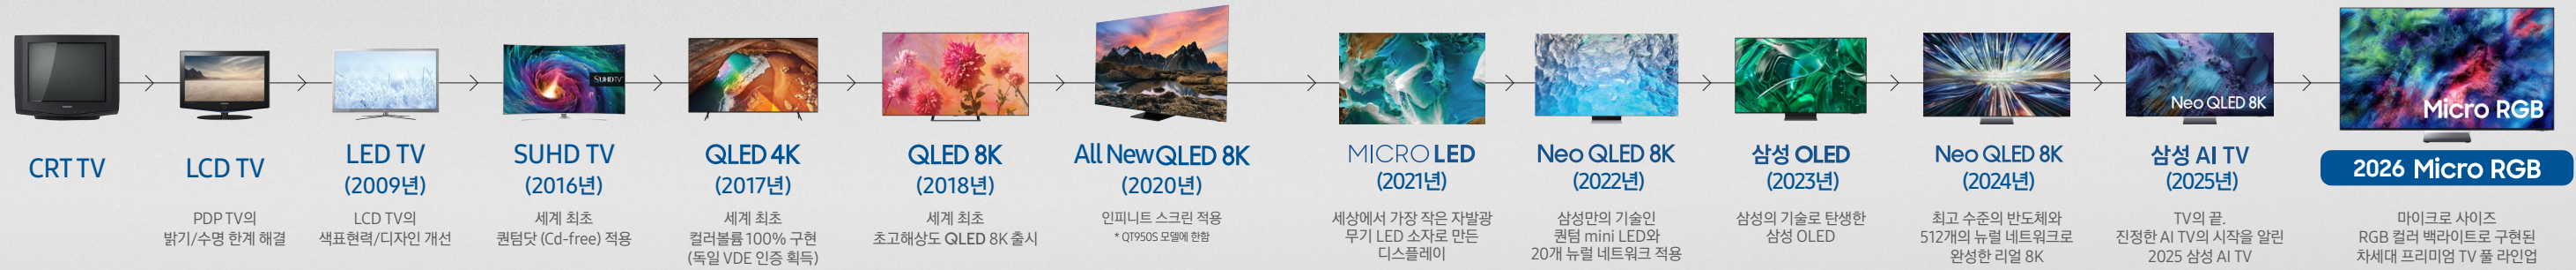 CRT TV
LCD TV
PDP TV의
밝기/수명 한계 해결
LED TV
(2009년)
LCD TV의
색표현력/디자인 개선
SUHD TV
SUHD TV
(2016년)
세계 최초
퀀텀닷 (Cd-free) 적용
QLED 4K
(2017년)
세계 최초
컬러볼륨 100% 구현
(독일 VDE 인증 획득)
QLED 8K
(2018년)
세계 최초
초고해상도 QLED 8K 출시
All New QLED 8K
(2020년)
인피니트 스크린 적용
* QT950S 모델에 한함
MICRO LED
(2021년)
세상에서 가장 작은 자발광
무기 LED 소자로 만든
디스플레이
Neo QLED 8K
(2022년)
삼성만의 기술인
퀀텀 mini LED와
20개 뉴럴 네트워크 적용
삼성 OLED
(2023년)
삼성의 기술로 탄생한
삼성 OLED
Neo QLED 8K
(2024년)
최고 수준의 반도체와
512개의 뉴럴 네트워크로
완성한 리얼 8K
Neo QLED 8K
삼성 AI TV
(2025년)
TV의 끝.
진정한 AI TV의 시작을 알린
2025 삼성 AI TV
Micro RGB
2026 Micro RGB
마이크로 사이즈
RGB 컬러 백라이트로 구현된
차세대 프리미엄 TV 풀 라인업